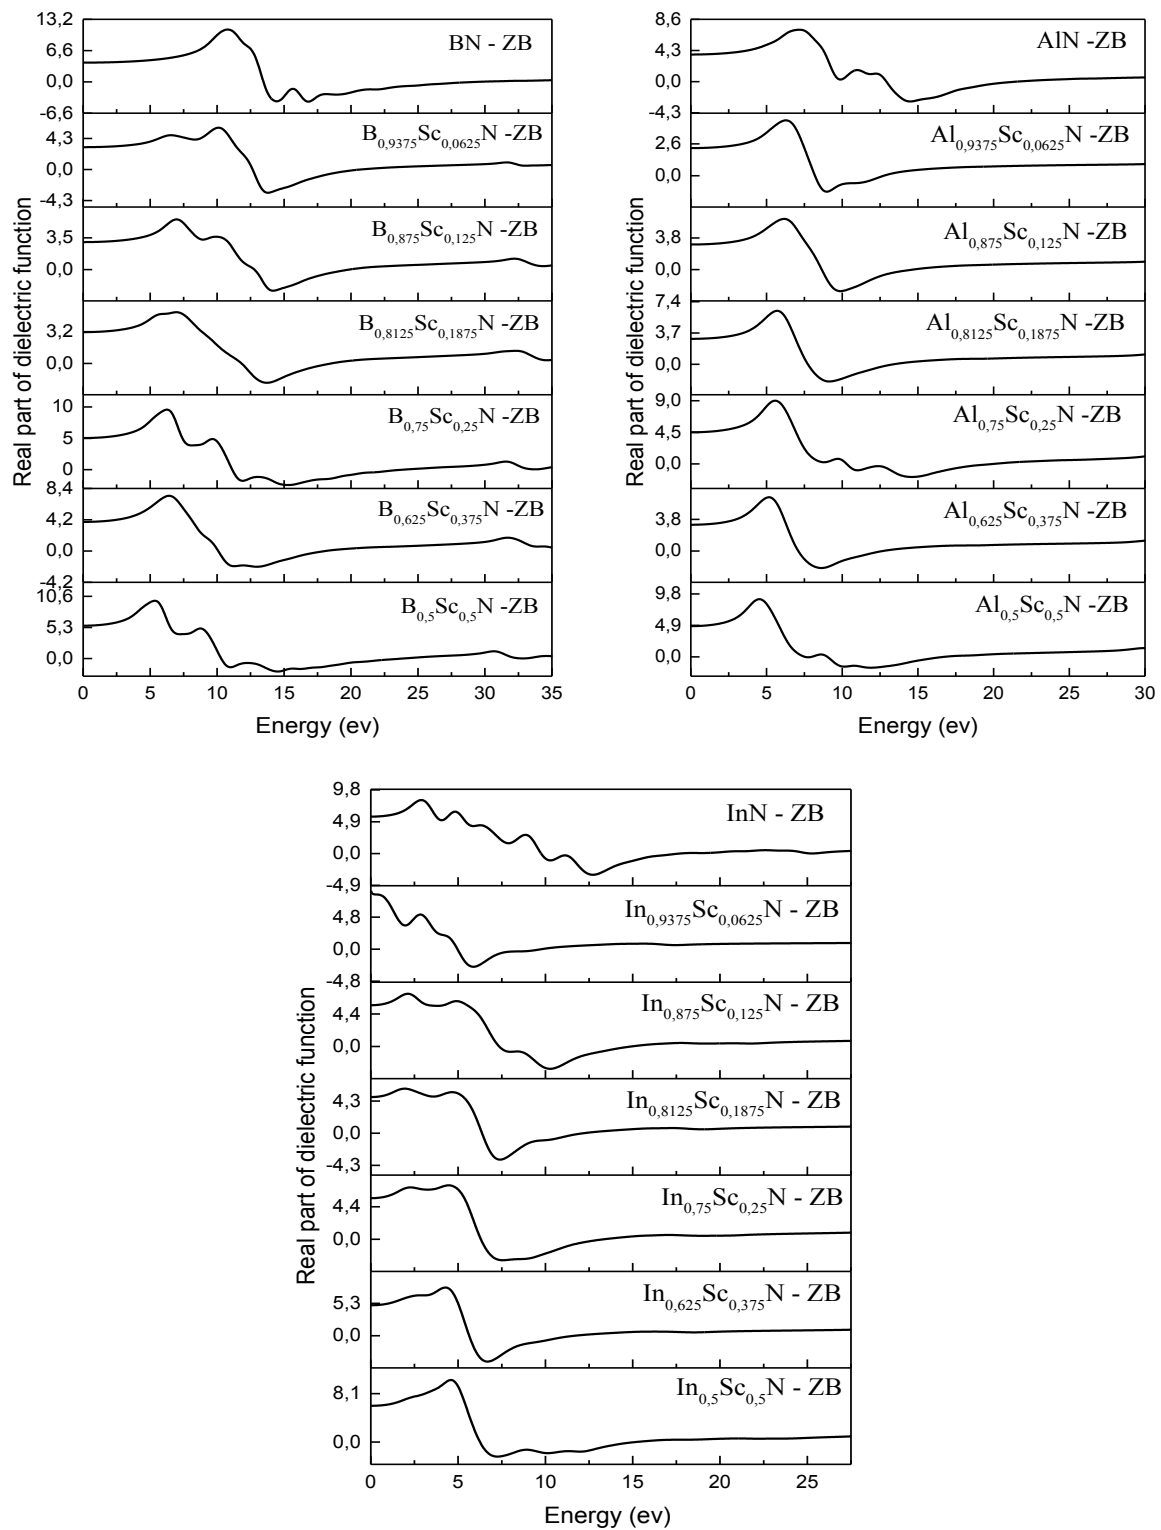 Real part of dielectric function
13,2
6,6
0,0
-6,6
BN - ZB
4,3
0,0
-4,3
B0,9375Sc0,0625N -ZB
3,5
0,0
B0,875Sc0,125N -ZB
3,2
0,0
B0,8125Sc0,1875N -ZB
10
5
0
B0,75Sc0,25N -ZB
8,4
4,2
0,0
-4,2
B0,625Sc0,375N -ZB
10,6
5,3
0,0
B0,5Sc0,5N -ZB
0 5 10 15 20 25 30 35
Energy (ev)
Real part of dielectric function
8,6
4,3
0,0
-4,3
AlN -ZB
2,6
0,0
Al0,9375Sc0,0625N -ZB
3,8
0,0
Al0,875Sc0,125N -ZB
7,4
3,7
0,0
Al0,8125Sc0,1875N -ZB
9,0
4,5
0,0
Al0,75Sc0,25N -ZB
3,8
0,0
Al0,625Sc0,375N -ZB
9,8
4,9
0,0
Al0,5Sc0,5N -ZB
0 5 10 15 20 25 30
Energy (ev)
Real part of dielectric function
9,8
4,9
0,0
-4,9
InN - ZB
4,8
0,0
-4,8
In0,9375Sc0,0625N - ZB
4,4
0,0
In0,875Sc0,125N - ZB
4,3
0,0
-4,3
In0,8125Sc0,1875N - ZB
4,4
0,0
In0,75Sc0,25N - ZB
5,3
0,0
In0,625Sc0,375N - ZB
8,1
0,0
In0,5Sc0,5N - ZB
0 5 10 15 20 25
Energy (ev)